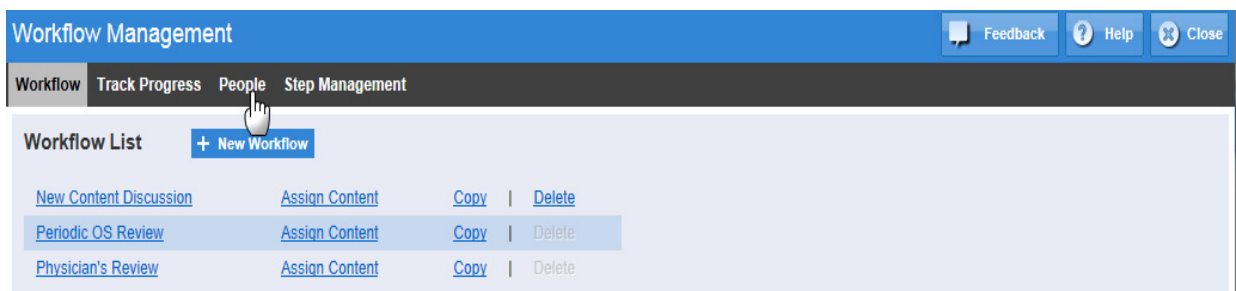 Workflow Management Feedback Help Close
Workflow Track Progress People Step Management
Workflow List + New Workflow
New Content Discussion Assign Content Copy | Delete
Periodic OS Review Assign Content Copy | Delete
Physician's Review Assign Content Copy | Delete